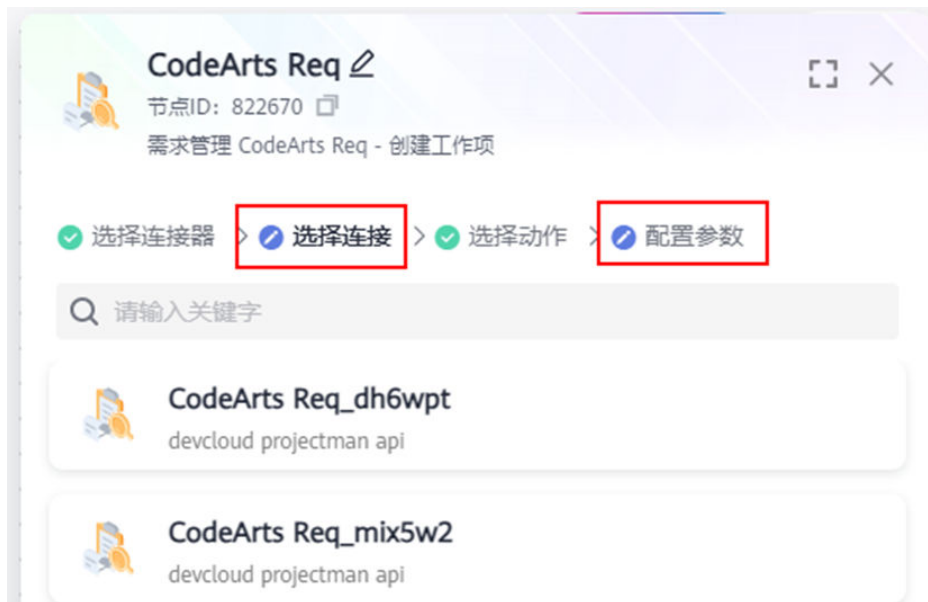 CodeArts Req
节点ID：822670
需求管理 CodeArts Req - 创建工作项
选择连接器 > 选择连接 > 选择动作 > 配置参数
请输入关键字
CodeArts Req_dh6wpt
devcloud projectman api
CodeArts Req_mix5w2
devcloud projectman api